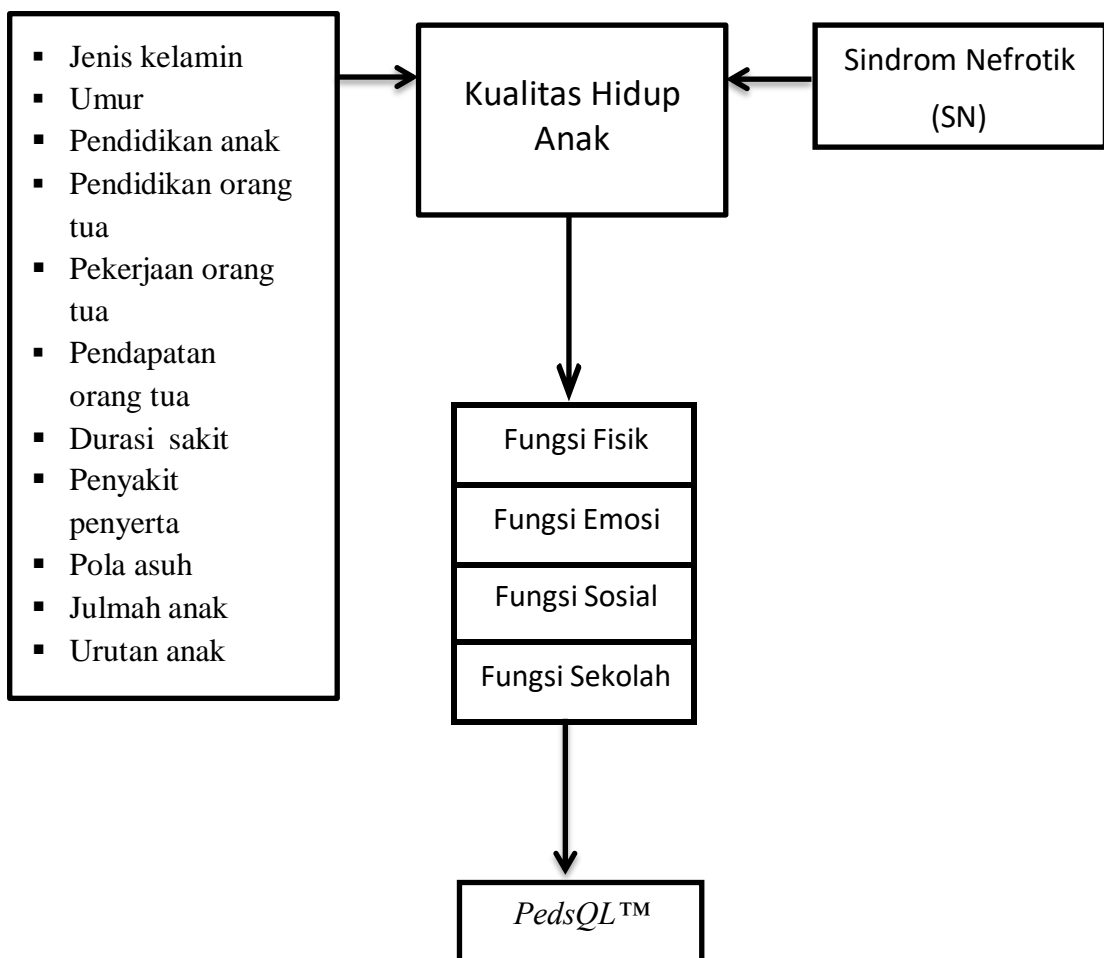 ▪ Jenis kelamin
▪ Umur
▪ Pendidikan anak
▪ Pendidikan orang
tua
▪ Pekerjaan orang
tua
▪ Pendapatan
orang tua
▪ Durasi sakit
▪ Penyakit
penyerta
▪ Pola asuh
▪ Julmah anak
▪ Urutan anak
Kualitas Hidup
Anak
Sindrom Nefrotik
(SN)
Fungsi Fisik
Fungsi Emosi
Fungsi Sosial
Fungsi Sekolah
PedsQL™